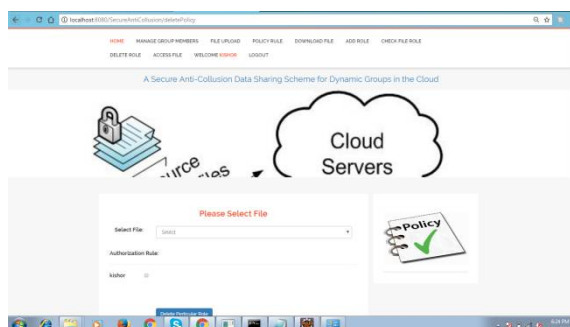 localhost:8080/SecureAntiCollusion/deletePolicy
HOME MANAGE GROUP MEMBERS FILE UPLOAD POLICY RULE DOWNLOAD FILE ADD ROLE CHECK FILE ROLE
DELETE ROLE ACCESS FILE WELCOME KISHOR LOGOUT
A Secure Anti-Collusion Data Sharing Scheme for Dynamic Groups in the Cloud
Cloud
Servers
Please Select File
Select File: Select
Policy
Authorization Rule:
kishor
Delete Particular Role